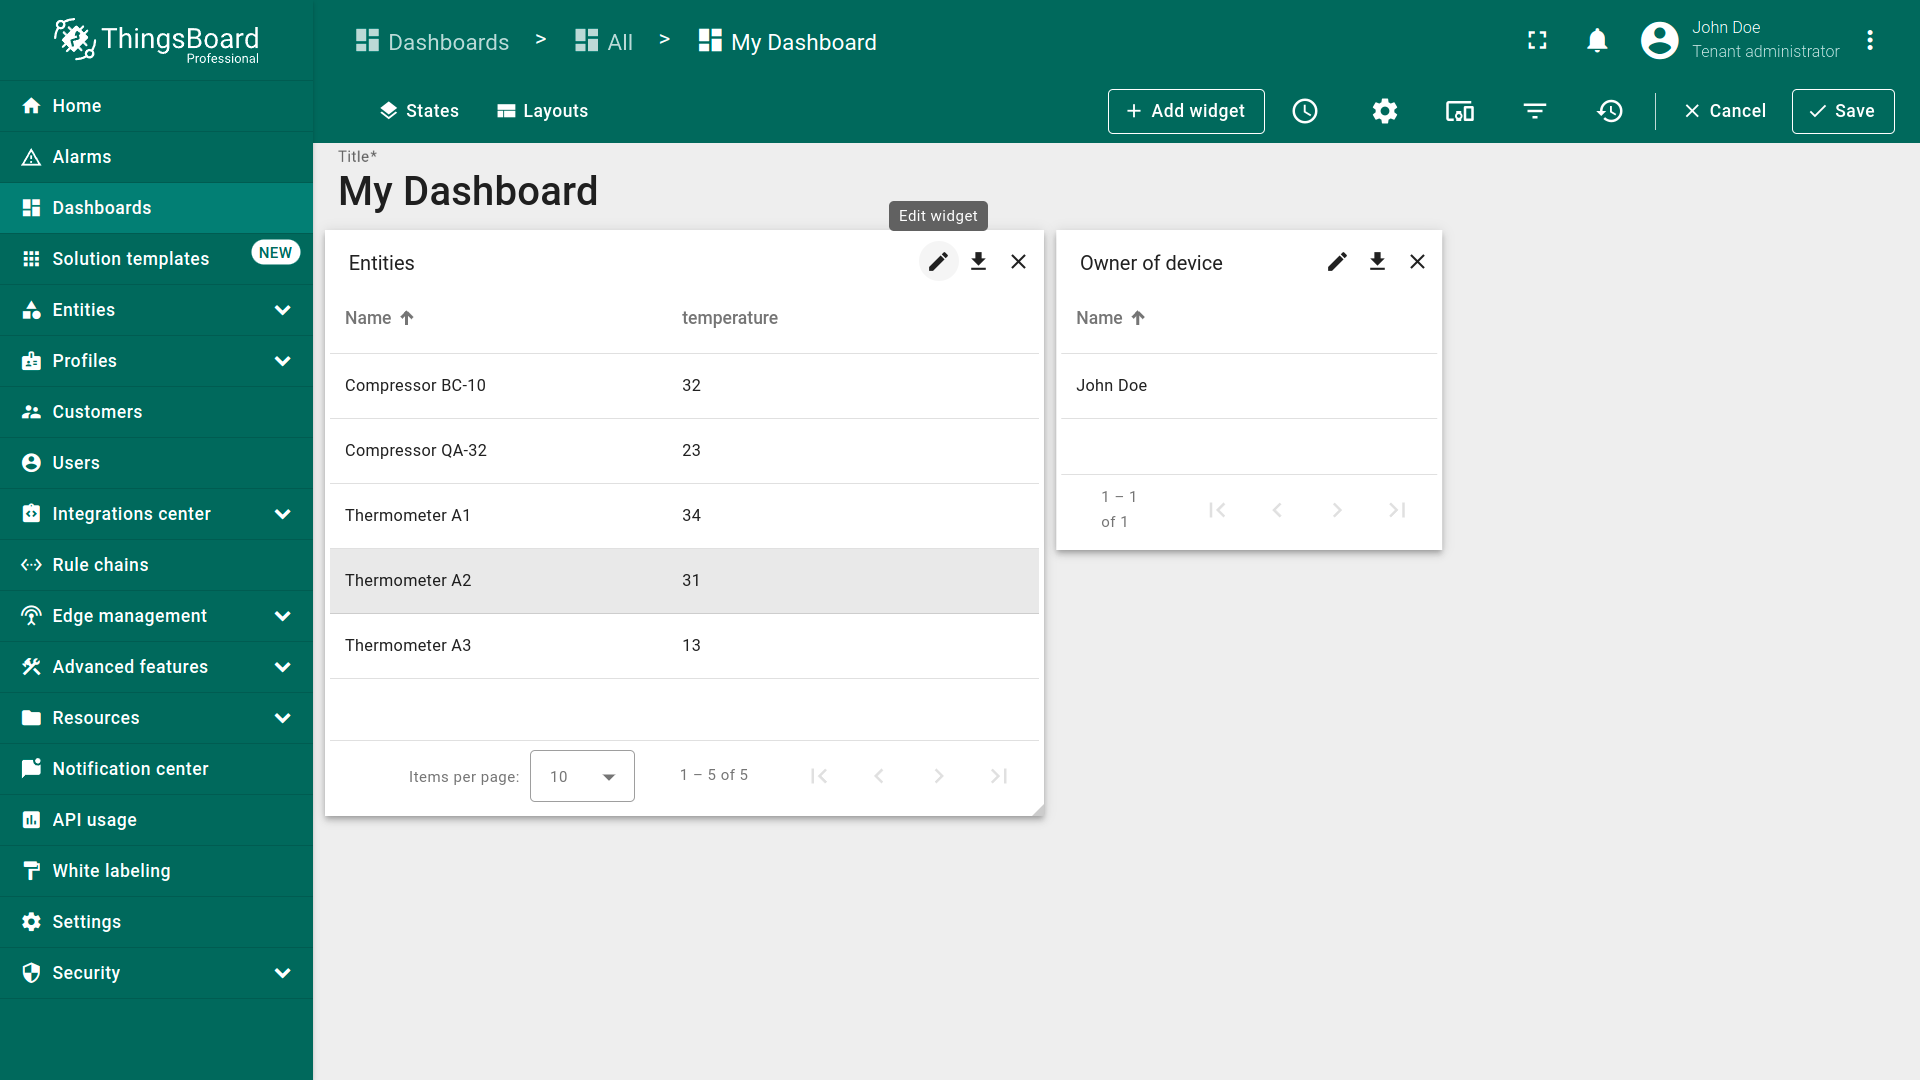 ThingsBoard
Professional
Home
Alarms
Dashboards
Solution templates
NEW
Entities
Profiles
Customers
Users
Integrations center
Rule chains
Edge management
Advanced features
Resources
Notification center
API usage
White labeling
Settings
Security
Dashboards > All > My Dashboard
John Doe
Tenant administrator
States
Layouts
+ Add widget
Cancel
Save
Title*
My Dashboard
Edit widget
Entities
Name temperature
Compressor BC-10 32
Compressor QA-32 23
Thermometer A1 34
Thermometer A2 31
Thermometer A3 13
Items per page: 10 1 – 5 of 5
Owner of device
Name
John Doe
1 – 1
of 1